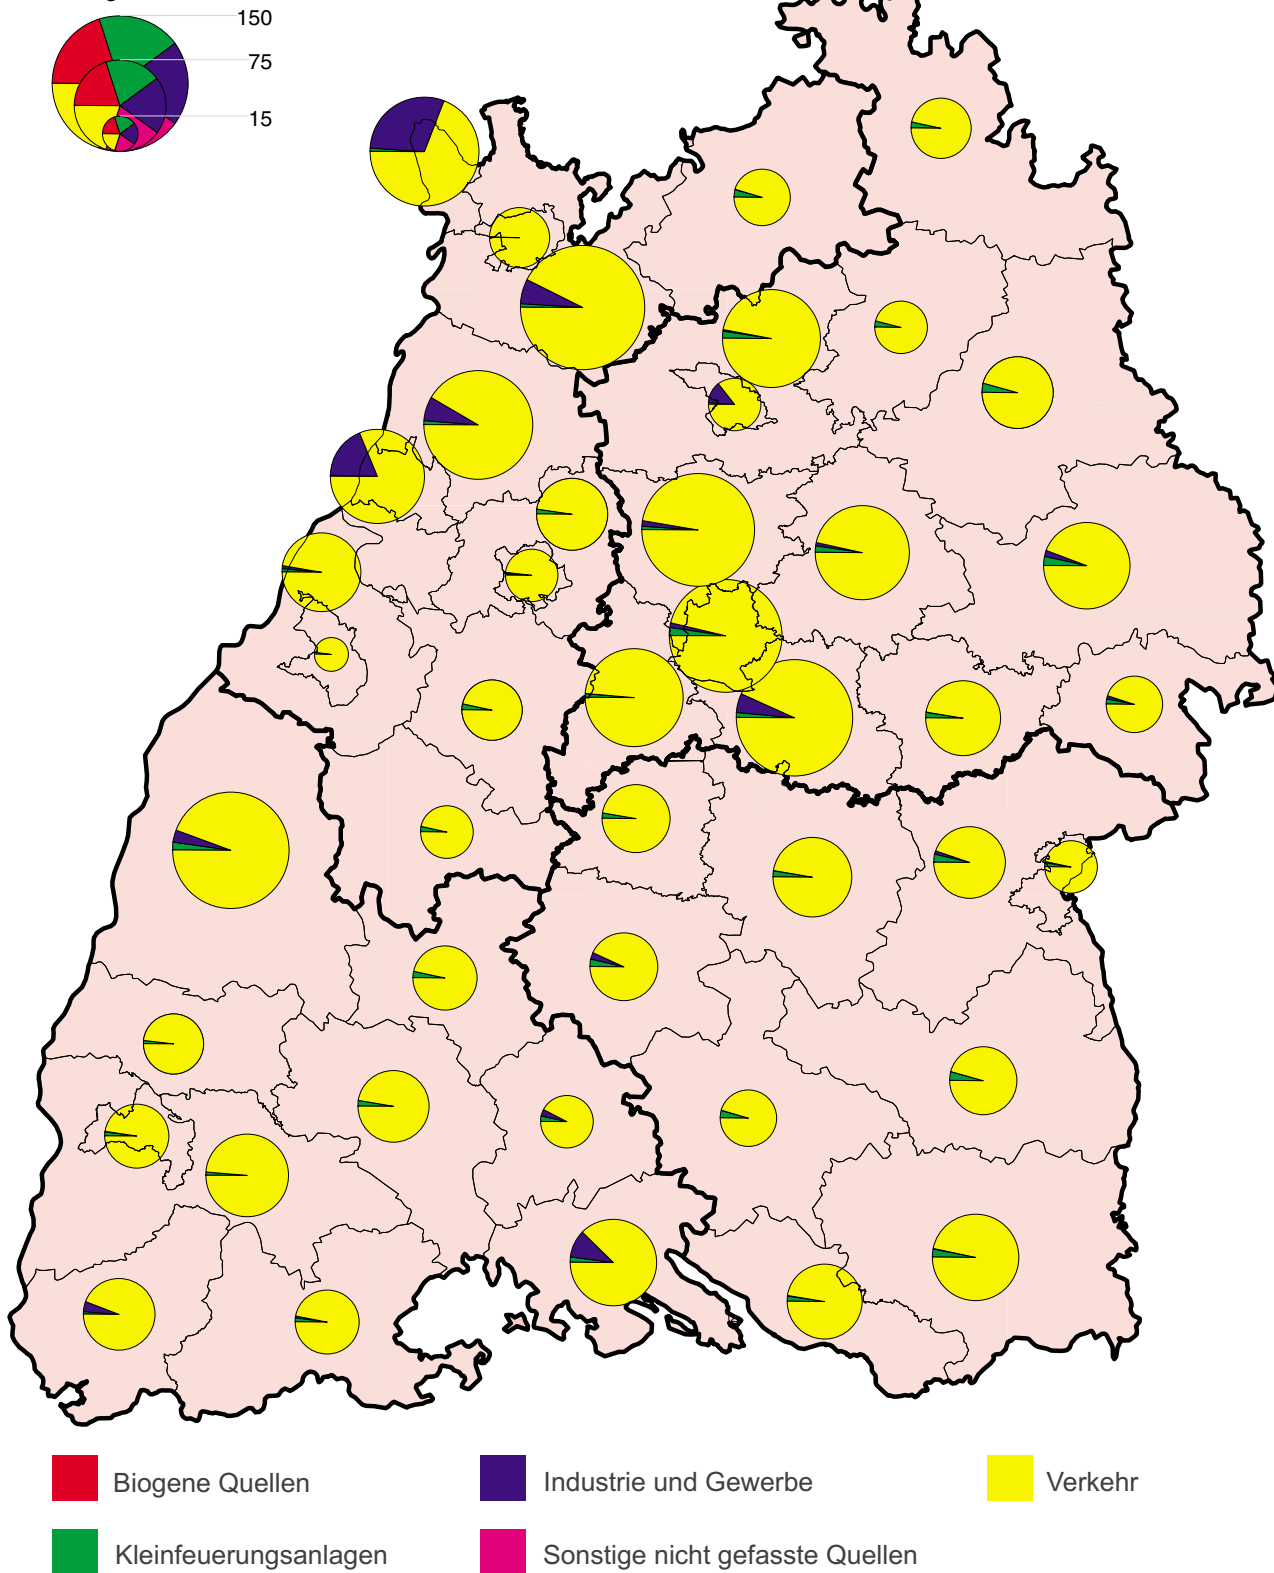 150
75
15
Biogene Quellen
Industrie und Gewerbe
Verkehr
Kleinfeuerungsanlagen
Sonstige nicht gefasste Quellen